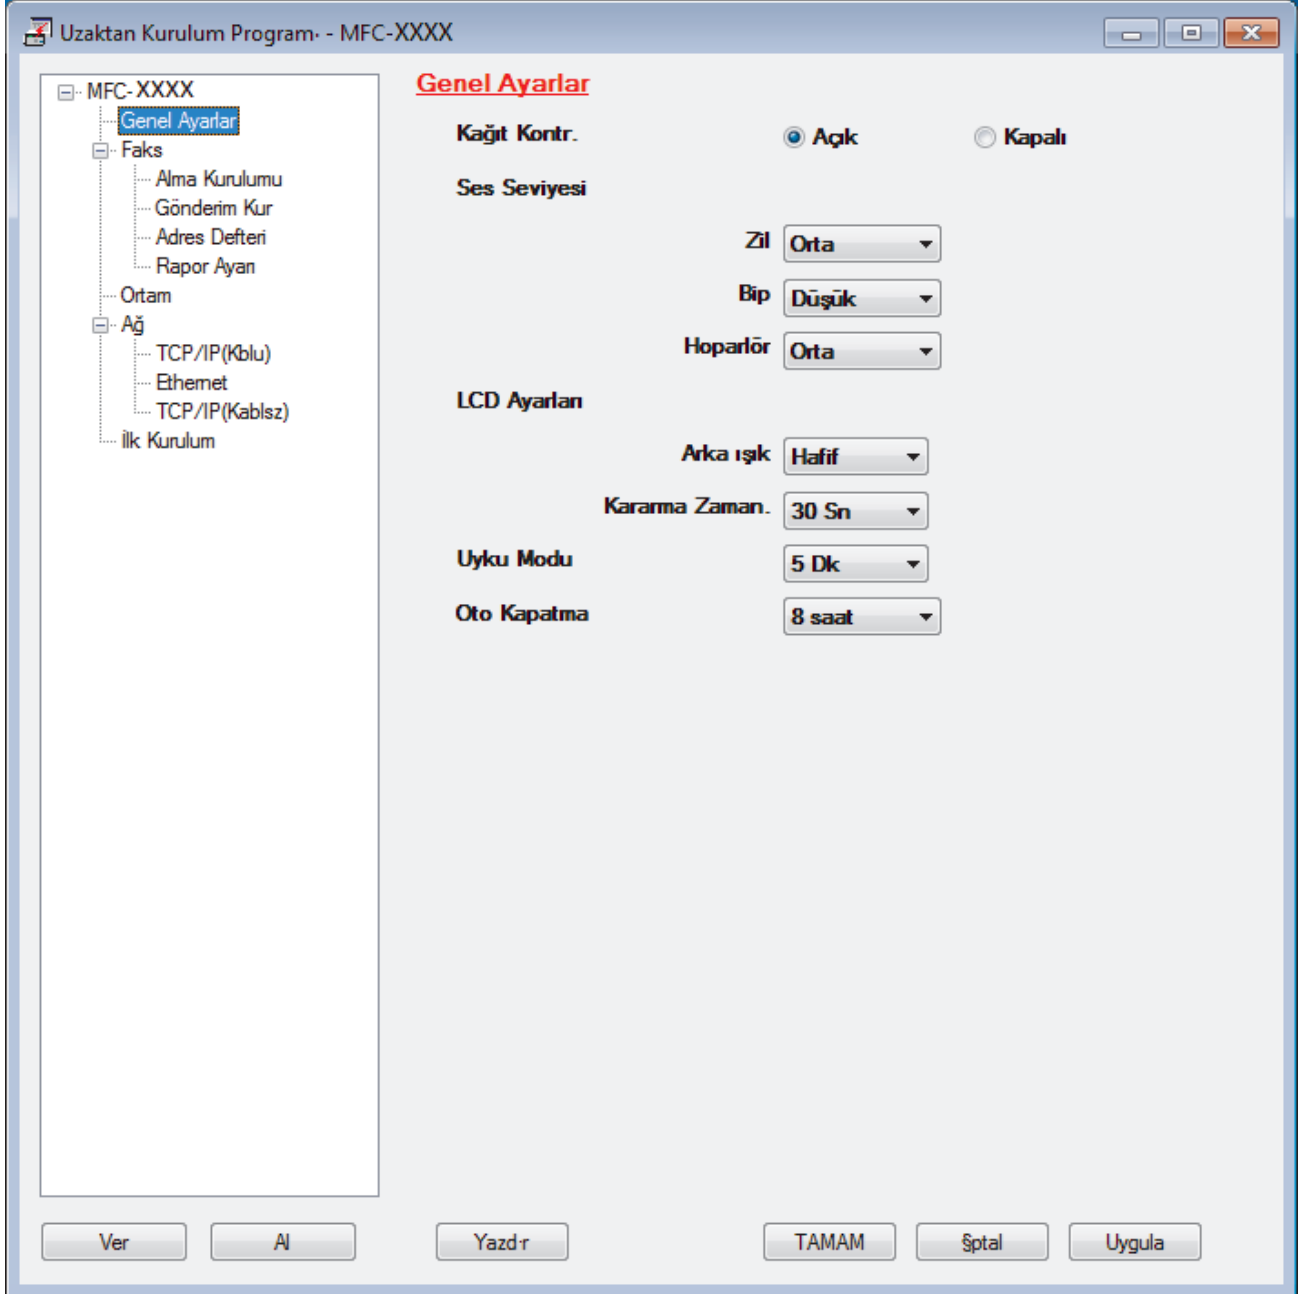 Uzaktan Kurulum Program· - MFC-XXXX
MFC-XXXX
Genel Ayarlar
Faks
Alma Kurulumu
Gönderim Kur
Adres Defteri
Rapor Ayarı
Ortam
Ağ
TCP/IP(Kblu)
Ethernet
TCP/IP(Kablsz)
İlk Kurulum
Genel Ayarlar
Kağıt Kontr. Açık Kapalı
Ses Seviyesi
Zil Orta
Bip Düşük
Hoparlör Orta
LCD Ayarları
Arka ışık Hafif
Kararma Zaman. 30 Sn
Uyku Modu 5 Dk
Oto Kapatma 8 saat
Ver Al Yazd·r TAMAM §ptal Uygula